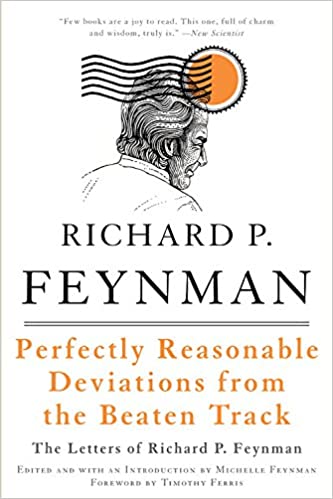 "Few books are a joy to read. This one, full of charm
and wisdom, truly is." —New Scientist
RICHARD P.
FEYNMAN
Perfectly Reasonable
Deviations from
the Beaten Track
The Letters of Richard P. Feynman
Edited and with an Introduction by Michelle Feynman
Foreword by Timothy Ferris